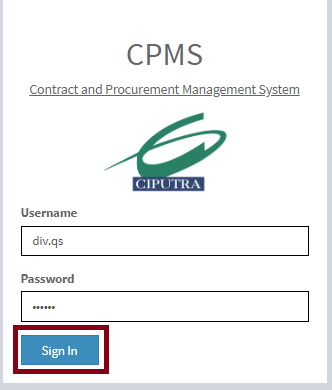 CPMS
Contract and Procurement Management System
CIPUTRA
Username
div.qs
Password
••••••
Sign In